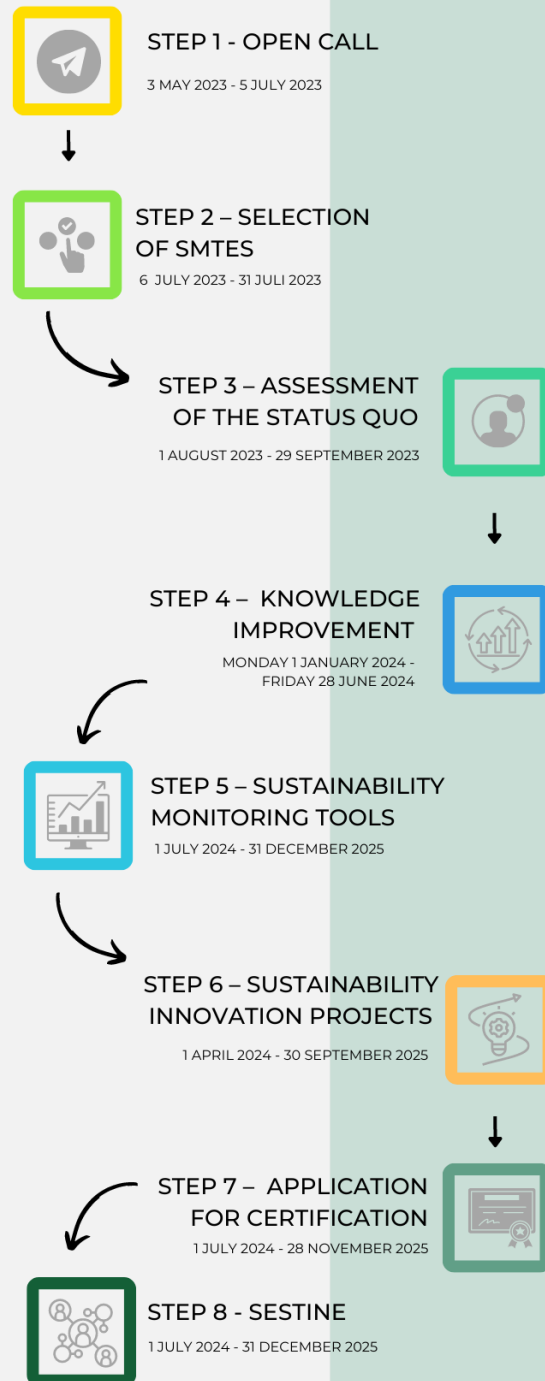 STEP 1 - OPEN CALL
3 MAY 2023 - 5 JULY 2023
STEP 2 – SELECTION
OF SMTES
6 JULY 2023 - 31 JULI 2023
STEP 3 – ASSESSMENT
OF THE STATUS QUO
1 AUGUST 2023 - 29 SEPTEMBER 2023
STEP 4 – KNOWLEDGE
IMPROVEMENT
MONDAY 1 JANUARY 2024 -
FRIDAY 28 JUNE 2024
STEP 5 – SUSTAINABILITY
MONITORING TOOLS
1 JULY 2024 - 31 DECEMBER 2025
STEP 6 – SUSTAINABILITY
INNOVATION PROJECTS
1 APRIL 2024 - 30 SEPTEMBER 2025
STEP 7 – APPLICATION
FOR CERTIFICATION
1 JULY 2024 - 28 NOVEMBER 2025
STEP 8 - SESTINE
1 JULY 2024 - 31 DECEMBER 2025